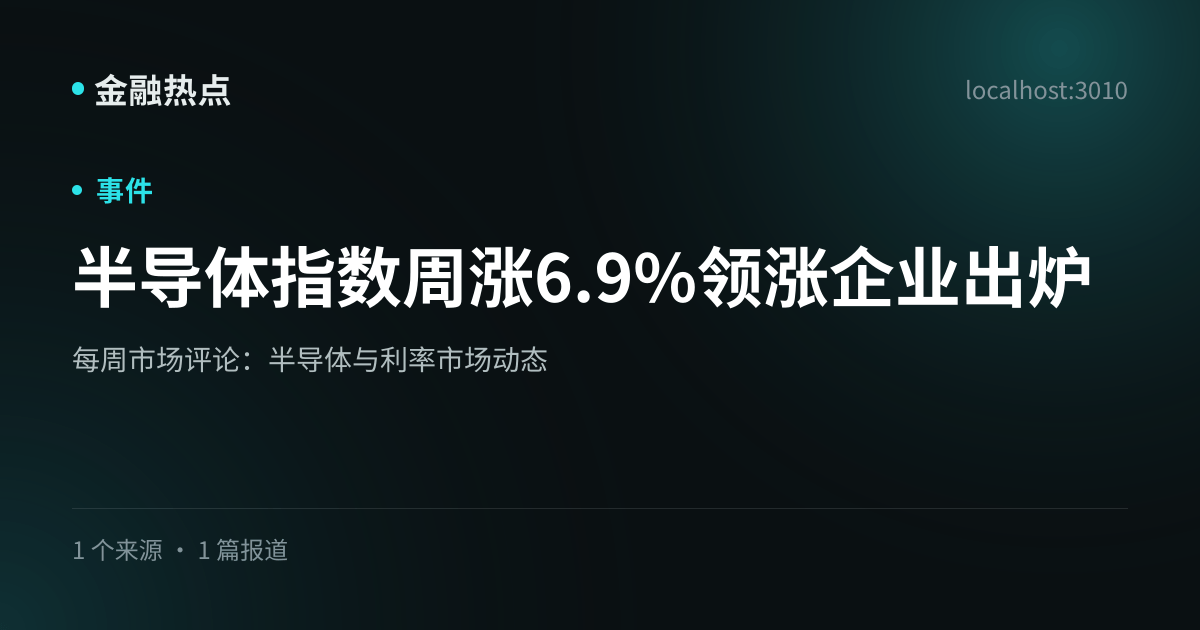 金融热点
localhost:3010
事件
半导体指数周涨6.9%领涨企业出炉
每周市场评论：半导体与利率市场动态
1 个来源 · 1 篇报道